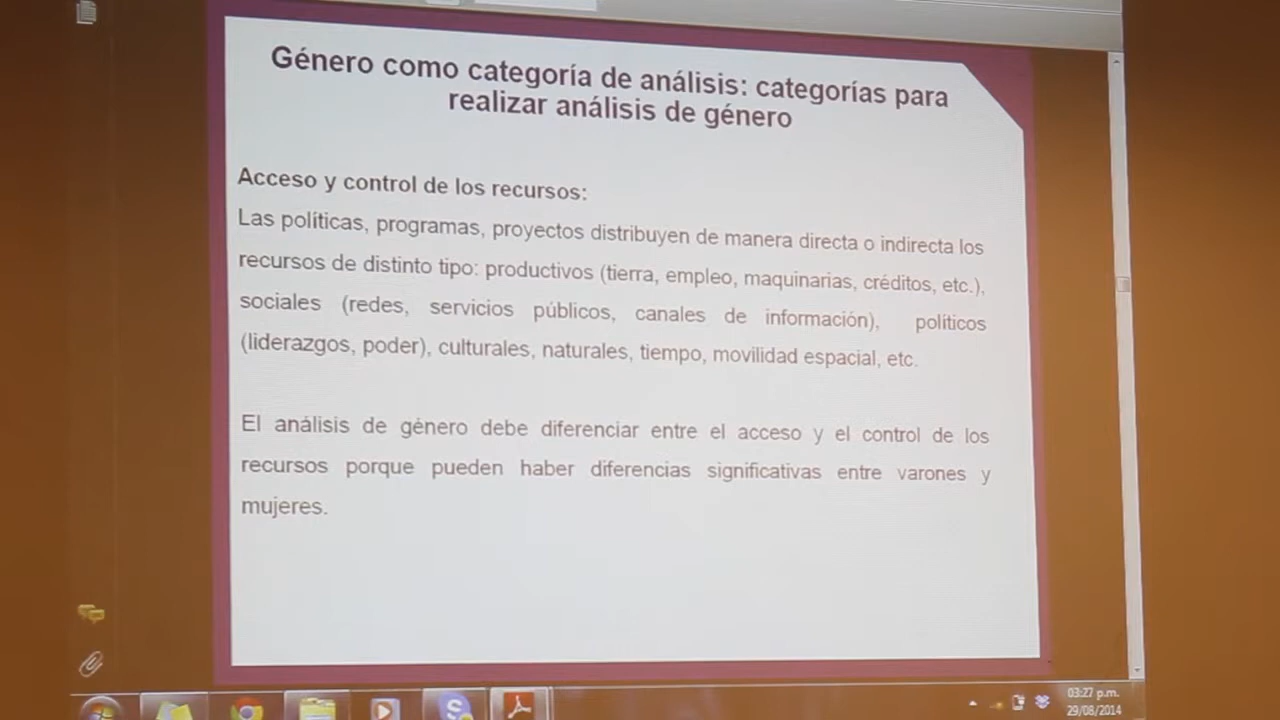 Género como categoría de análisis: categorías para
realizar análisis de género
Acceso y control de los recursos:
Las políticas, programas, proyectos distribuyen de manera directa o indirecta los
recursos de distinto tipo: productivos (tierra, empleo, maquinarias, créditos, etc.),
sociales (redes, servicios públicos, canales de información), políticos
(liderazgos, poder), culturales, naturales, tiempo, movilidad espacial, etc.
El análisis de género debe diferenciar entre el acceso y el control de los
recursos porque pueden haber diferencias significativas entre varones y
mujeres.
03:27 p.m.
29/08/2014